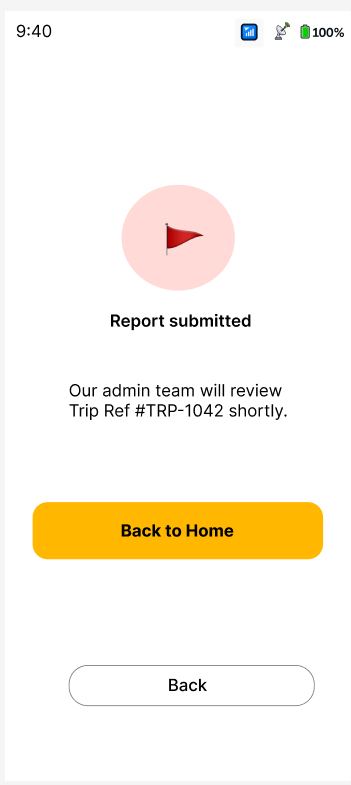 9:40
100%
Report submitted
Our admin team will review
Trip Ref #TRP-1042 shortly.
Back to Home
Back